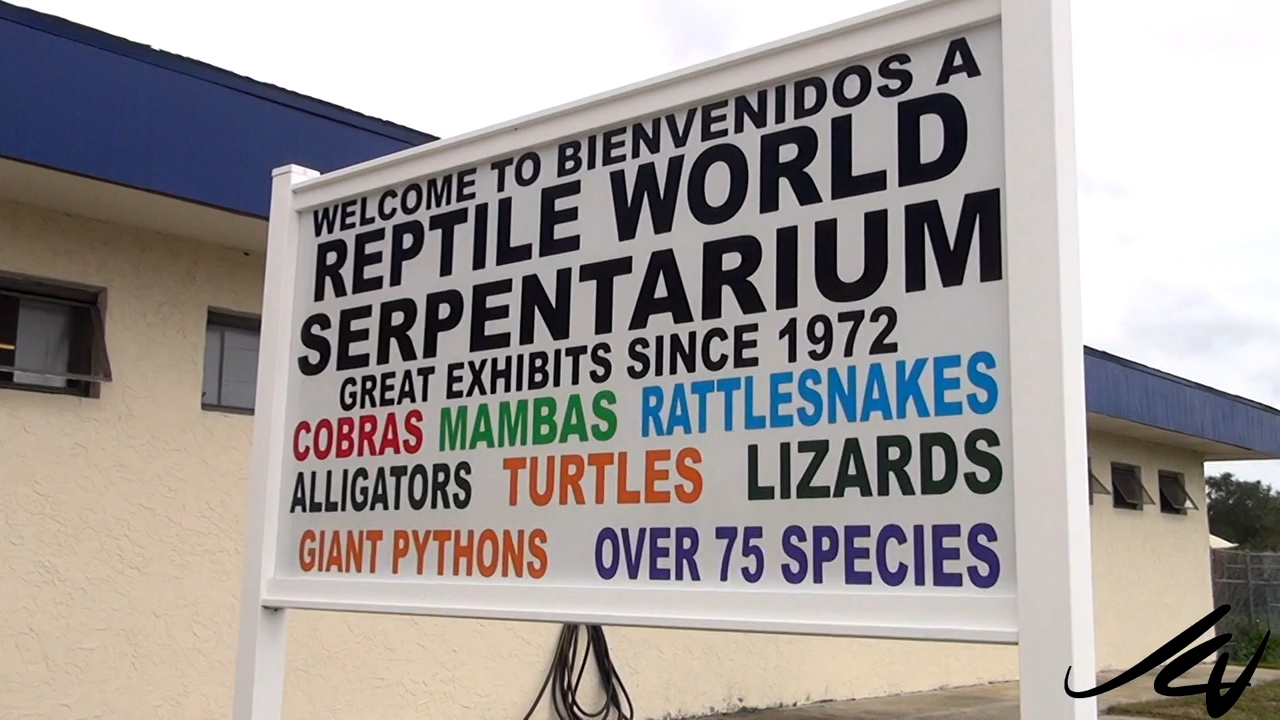 WELCOME TO BIENVENIDOS A
REPTILE WORLD
SERPENTARIUM
GREAT EXHIBITS SINCE 1972
COBRAS MAMBAS RATTLESNAKES
ALLIGATORS TURTLES LIZARDS
GIANT PYTHONS OVER 75 SPECIES